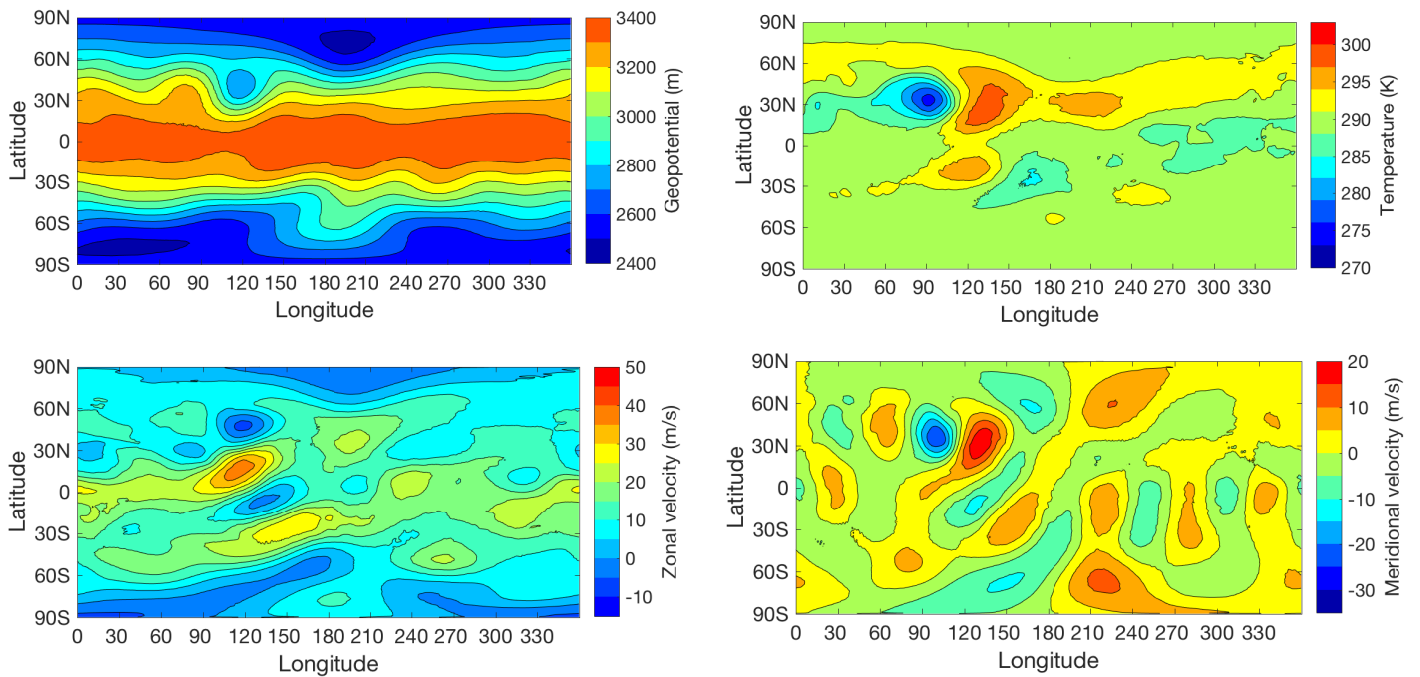 90N
60N
30N
0
30S
60S
90S
Latitude
0 30 60 90 120 150 180 210 240 270 300 330
Longitude
3400
3200
3000
2800
2600
2400
Geopotential (m)
90N
60N
30N
0
30S
60S
90S
Latitude
0 30 60 90 120 150 180 210 240 270 300 330
Longitude
300
295
290
285
280
275
270
Temperature (K)
90N
60N
30N
0
30S
60S
90S
Latitude
0 30 60 90 120 150 180 210 240 270 300 330
Longitude
50
40
30
20
10
0
-10
Zonal velocity (m/s)
90N
60N
30N
0
30S
60S
90S
Latitude
0 30 60 90 120 150 180 210 240 270 300 330
Longitude
20
10
0
-10
-20
-30
Meridional velocity (m/s)